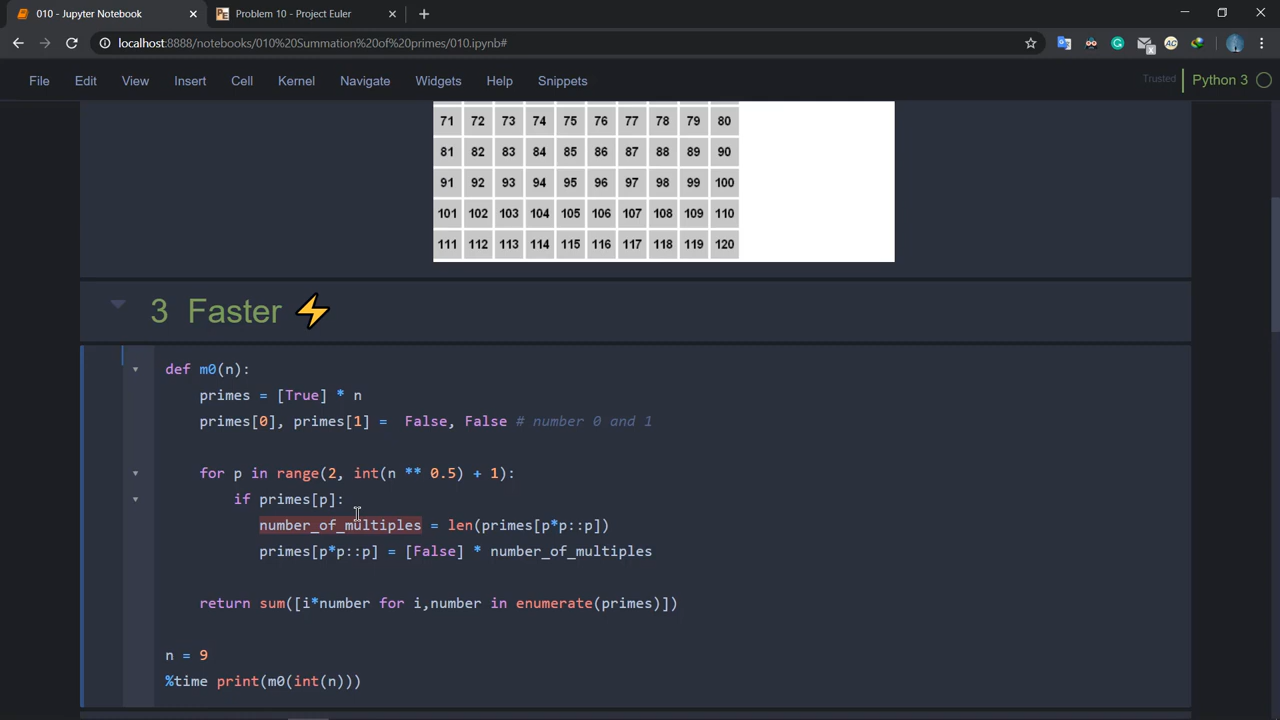 010 - Jupyter Notebook
Problem 10 - Project Euler
localhost:8888/notebooks/010%20Summation%20of%20primes/010.ipynb#
File Edit View Insert Cell Kernel Navigate Widgets Help Snippets Trusted Python 3
71 72 73 74 75 76 77 78 79 80
81 82 83 84 85 86 87 88 89 90
91 92 93 94 95 96 97 98 99 100
101 102 103 104 105 106 107 108 109 110
111 112 113 114 115 116 117 118 119 120
3 Faster ⚡
def m0(n):
primes = [True] * n
primes[0], primes[1] = False, False # number 0 and 1
for p in range(2, int(n ** 0.5) + 1):
if primes[p]:
number_of_multiples = len(primes[p*p::p])
primes[p*p::p] = [False] * number_of_multiples
return sum([i*number for i,number in enumerate(primes)])
n = 9
%time print(m0(int(n)))